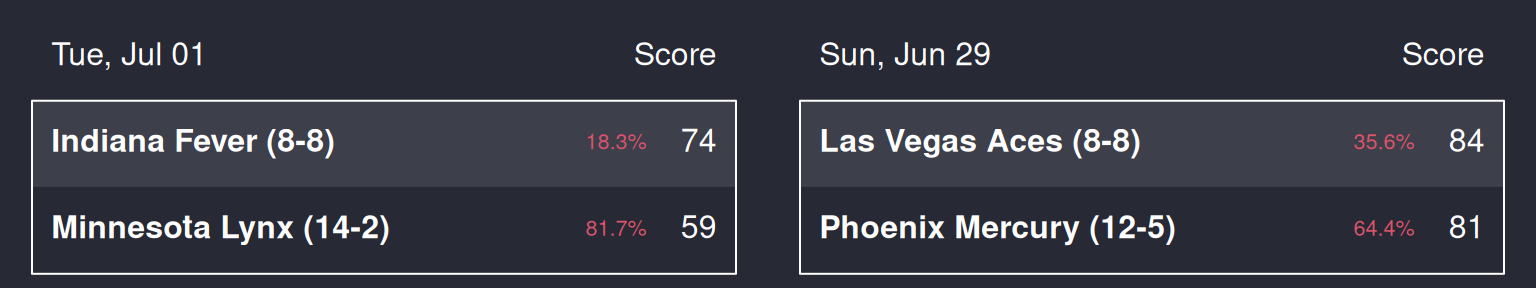 Tue, Jul 01 Score
Indiana Fever (8-8) 18.3% 74
Minnesota Lynx (14-2) 81.7% 59
Sun, Jun 29 Score
Las Vegas Aces (8-8) 35.6% 84
Phoenix Mercury (12-5) 64.4% 81